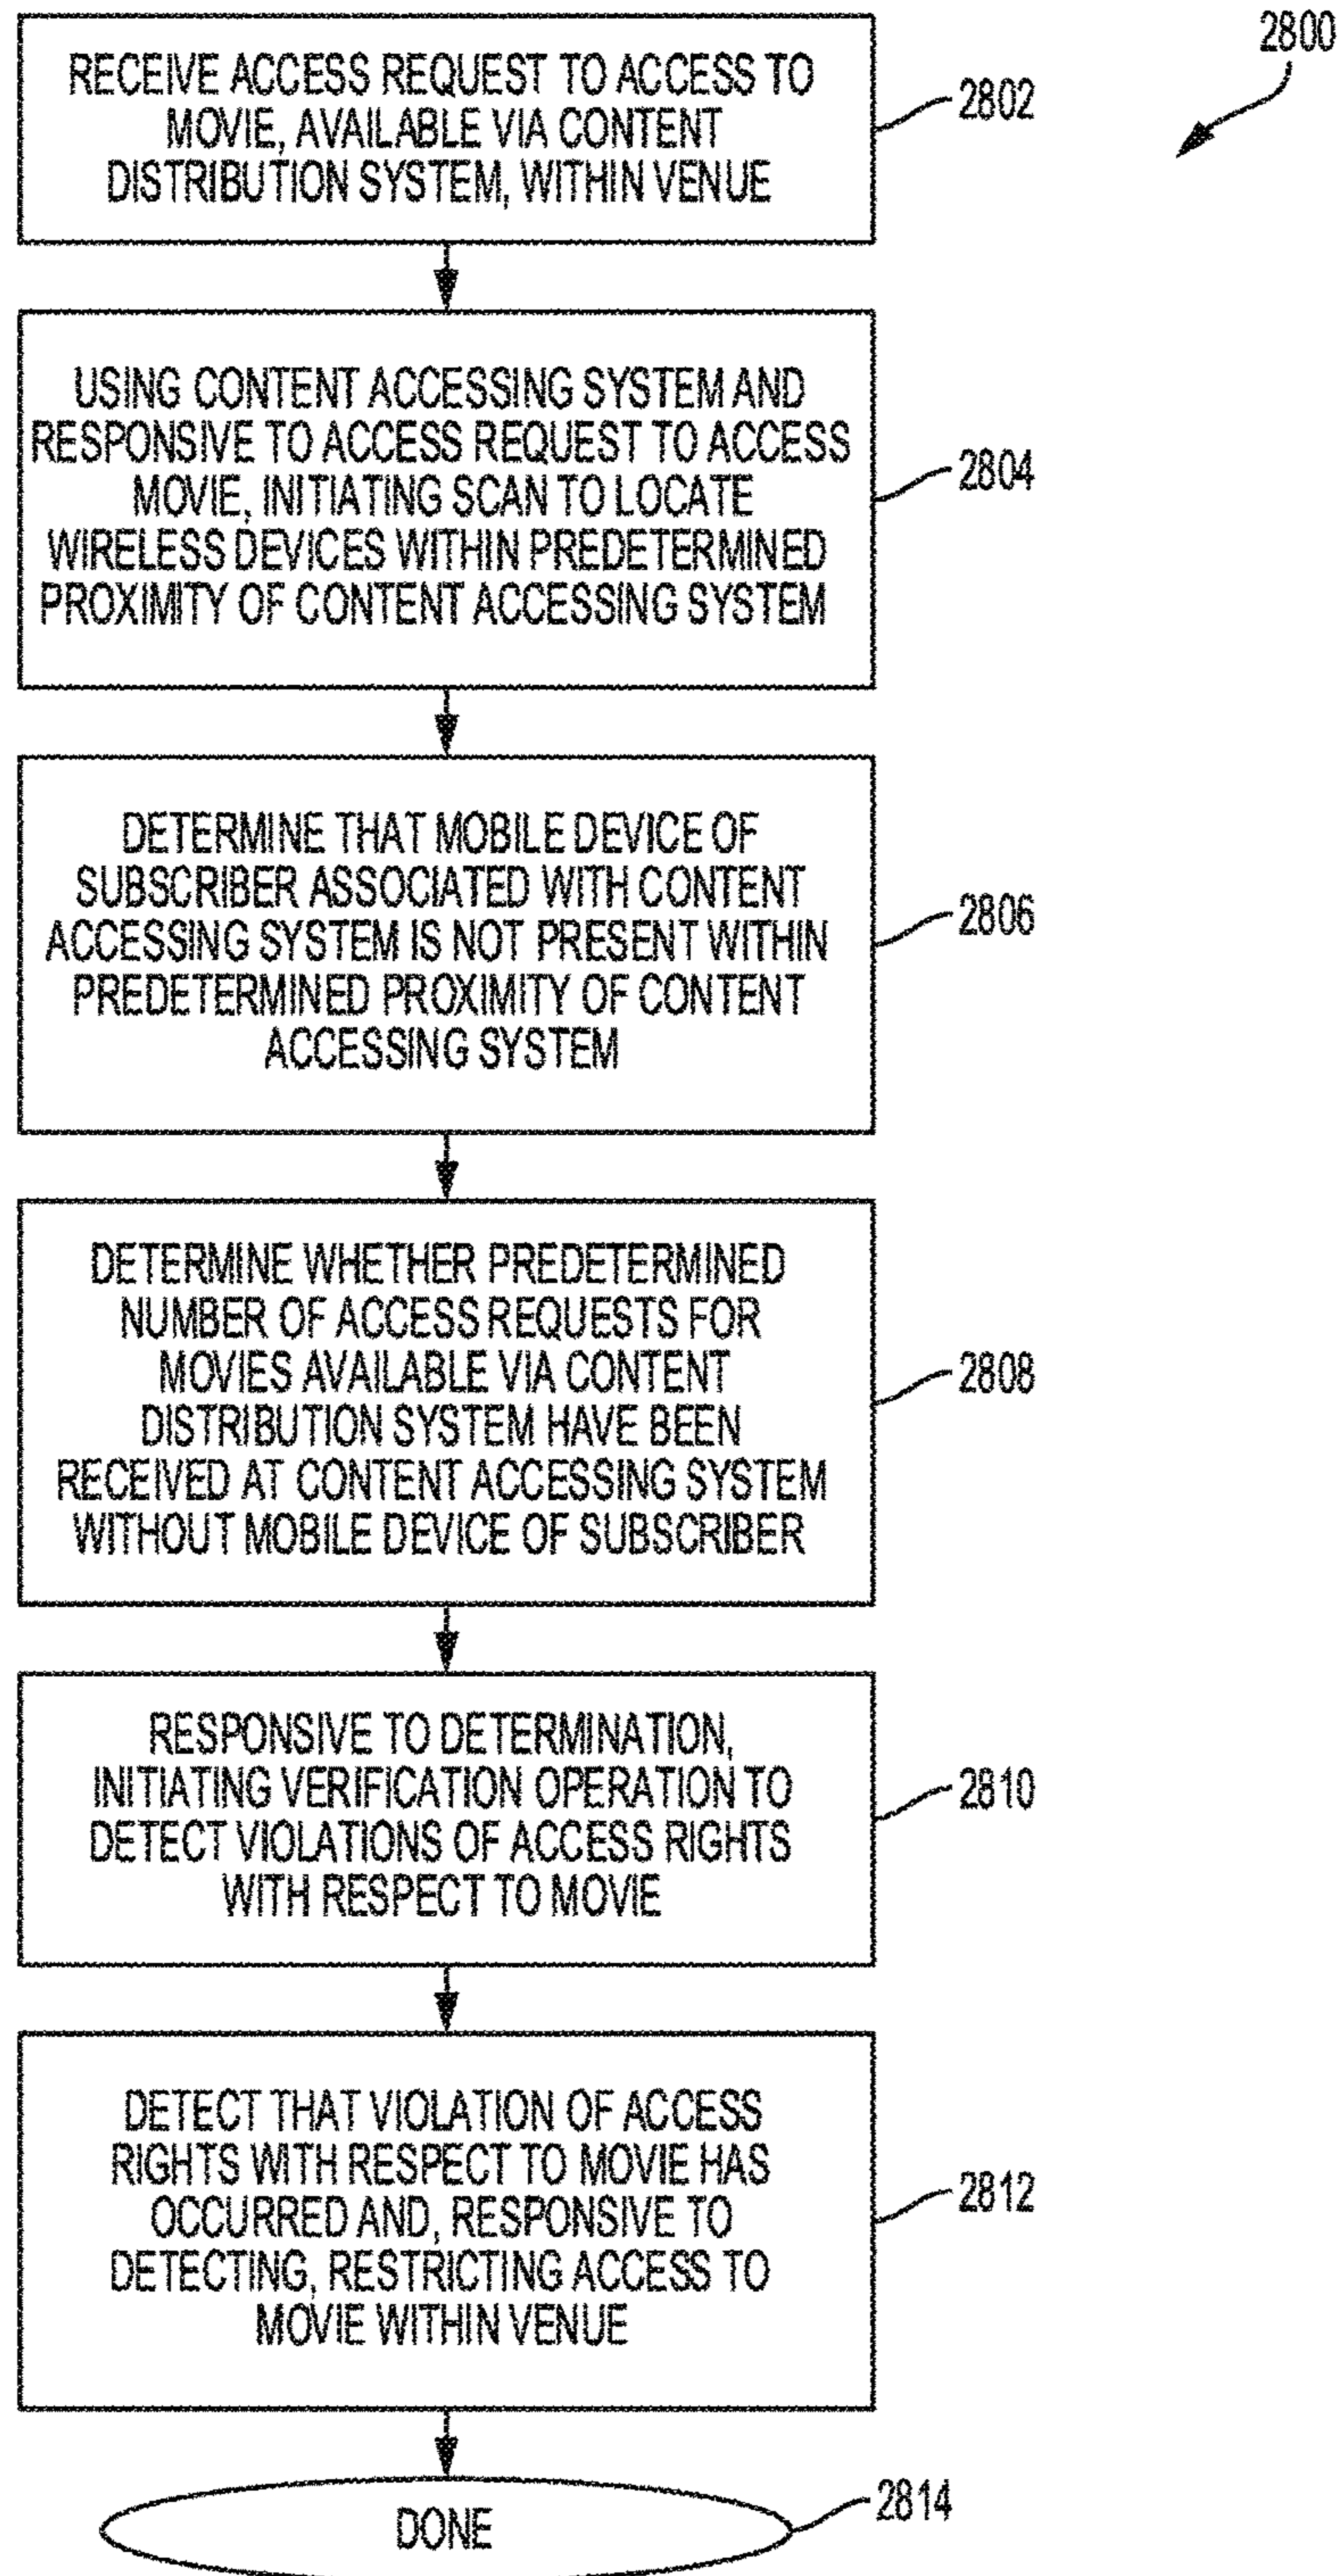 2800
RECEIVE ACCESS REQUEST TO ACCESS TO
MOVIE, AVAILABLE VIA CONTENT
DISTRIBUTION SYSTEM, WITHIN VENUE
2802
USING CONTENT ACCESSING SYSTEM AND
RESPONSIVE TO ACCESS REQUEST TO ACCESS
MOVIE, INITIATING SCAN TO LOCATE
WIRELESS DEVICES WITHIN PREDETERMINED
PROXIMITY OF CONTENT ACCESSING SYSTEM
2804
DETERMINE THAT MOBILE DEVICE OF
SUBSCRIBER ASSOCIATED WITH CONTENT
ACCESSING SYSTEM IS NOT PRESENT WITHIN
PREDETERMINED PROXIMITY OF CONTENT
ACCESSING SYSTEM
2806
DETERMINE WHETHER PREDETERMINED
NUMBER OF ACCESS REQUESTS FOR
MOVIES AVAILABLE VIA CONTENT
DISTRIBUTION SYSTEM HAVE BEEN
RECEIVED AT CONTENT ACCESSING SYSTEM
WITHOUT MOBILE DEVICE OF SUBSCRIBER
2808
RESPONSIVE TO DETERMINATION,
INITIATING VERIFICATION OPERATION TO
DETECT VIOLATIONS OF ACCESS RIGHTS
WITH RESPECT TO MOVIE
2810
DETECT THAT VIOLATION OF ACCESS
RIGHTS WITH RESPECT TO MOVIE HAS
OCCURRED AND, RESPONSIVE TO
DETECTING, RESTRICTING ACCESS TO
MOVIE WITHIN VENUE
2812
DONE
2814